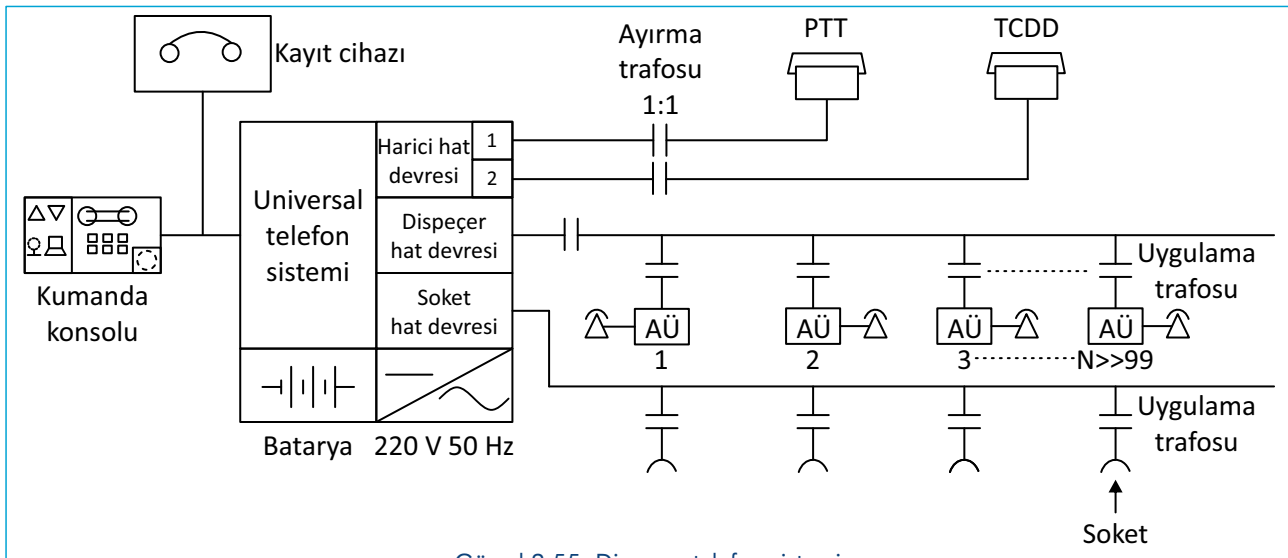 Kayıt cihazı
Ayırma
trafosu
1:1
PTT
TCDD
Universal
telefon
sistemi
Harici hat
devresi
1
2
Dispeçer
hat devresi
Soket
hat devresi
Kumanda
konsolu
Batarya
220 V 50 Hz
Uygulama
trafosu
AÜ
AÜ
AÜ
AÜ
1
2
3
N>>99
Uygulama
trafosu
Soket